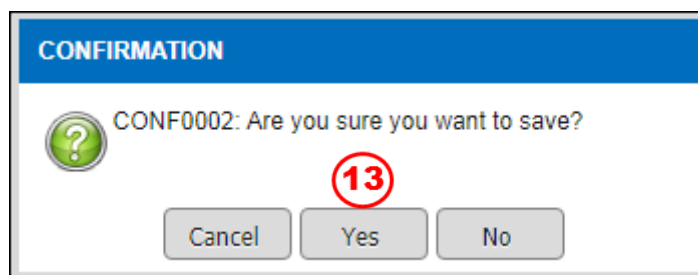 CONFIRMATION
CONF0002: Are you sure you want to save?
13
Cancel Yes No